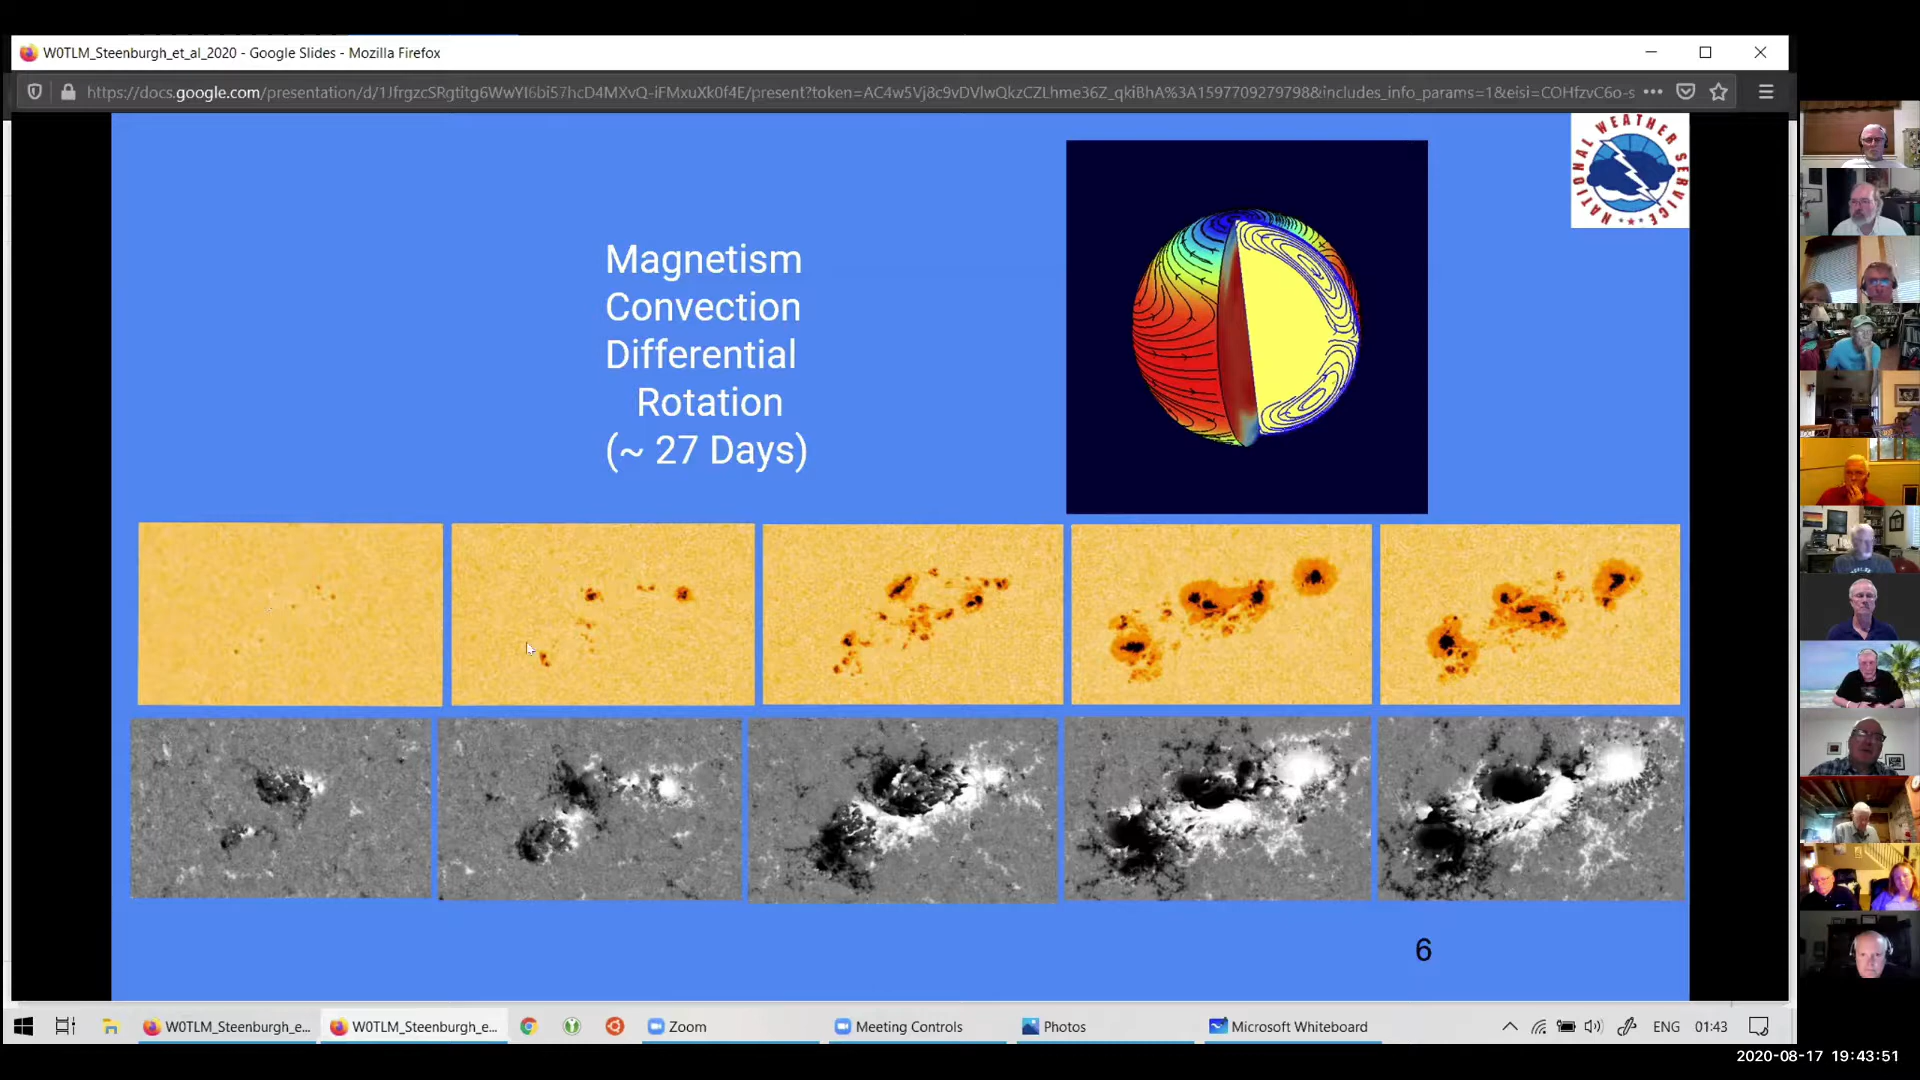 W0TLM_Steenburgh_et_al_2020 - Google Slides - Mozilla Firefox
https://docs.google.com/presentation/d/1JfrgzcSRgtitg6WwYI6bi57hcD4MXvQ-iFMxuXk0f4E/present?token=AC4w5Vj8c9vDVlwQkzCZLhme36Z_qkiBhA%3A1597709279798&includes_info_params=1&eisi=COHfzvC6o-s
NATIONAL WEATHER SERVICE
Magnetism
Convection
Differential
Rotation
(~ 27 Days)
6
W0TLM_Steenburgh_e...
W0TLM_Steenburgh_e...
Zoom
Meeting Controls
Photos
Microsoft Whiteboard
ENG
01:43
2020-08-17 19:43:51